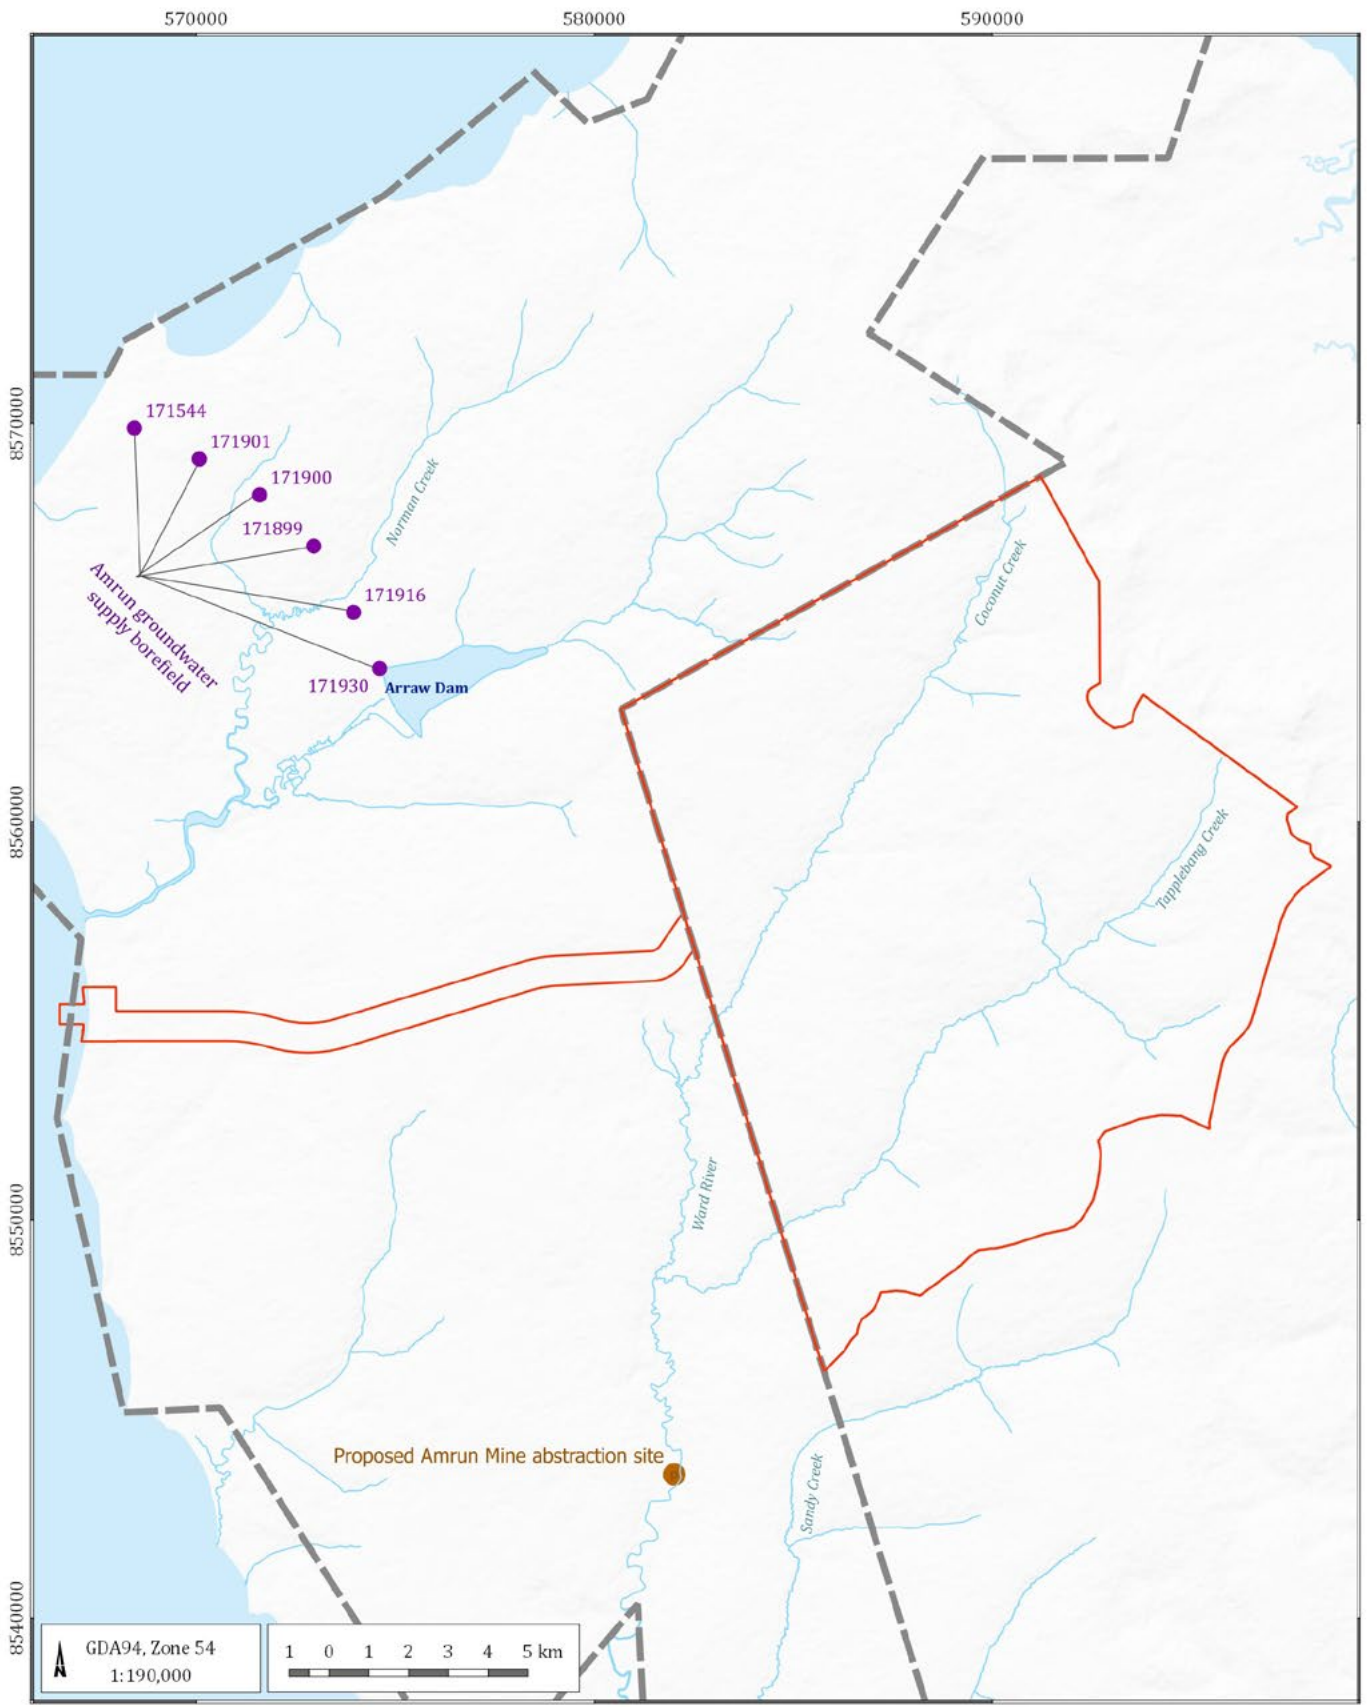 570000
580000
590000
8570000
171544
171901
171900
171899
Norman Creek
Coconut Creek
Amrun groundwater
supply borefield
171916
171930
Arraw Dam
8560000
Tapplebang Creek
Ward River
8550000
Proposed Amrun Mine abstraction site
Sandy Creek
8540000
GDA94, Zone 54
1:190,000
1 0 1 2 3 4 5 km